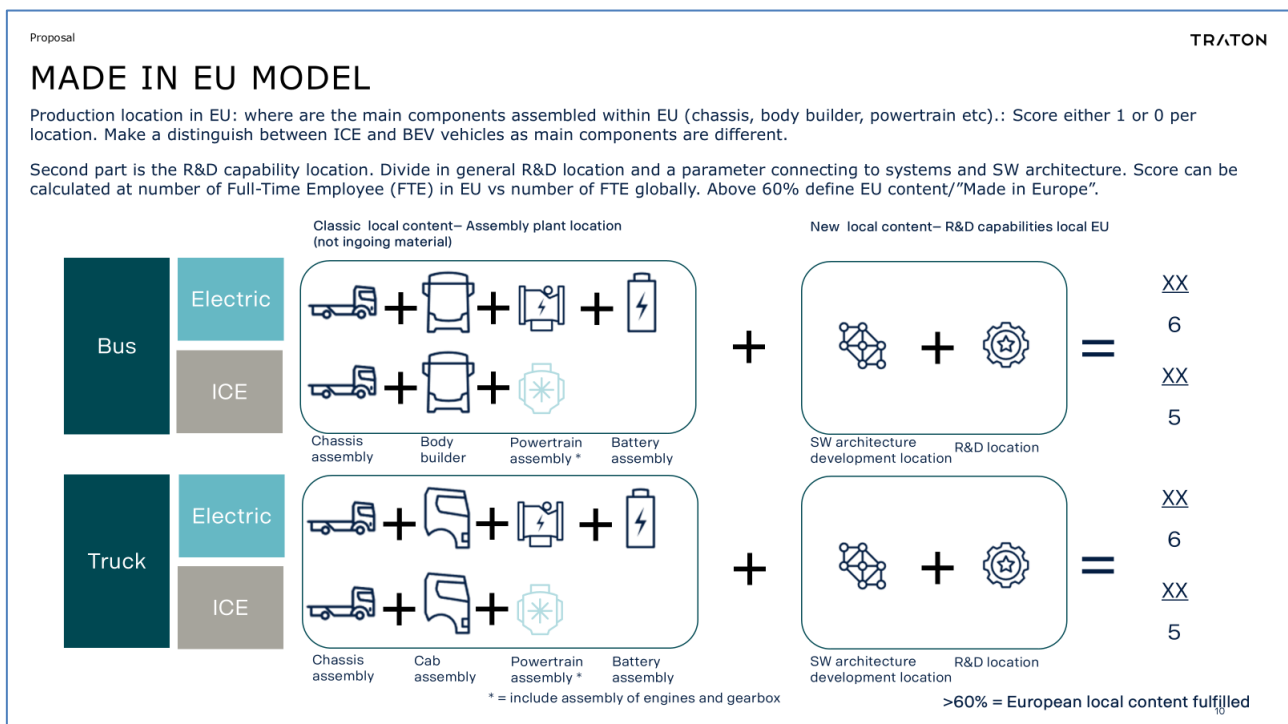 Proposal
TRATON
MADE IN EU MODEL
Production location in EU: where are the main components assembled within EU (chassis, body builder, powertrain etc).: Score either 1 or 0 per
location. Make a distinguish between ICE and BEV vehicles as main components are different.
Second part is the R&D capability location. Divide in general R&D location and a parameter connecting to systems and SW architecture. Score can be
calculated at number of Full-Time Employee (FTE) in EU vs number of FTE globally. Above 60% define EU content/”Made in Europe”.
Classic local content– Assembly plant location
(not ingoing material)
New local content– R&D capabilities local EU
Bus
Electric
ICE
+ + +
+ +
+
+
=
XX
6
XX
5
Chassis
assembly
Body
builder
Powertrain
assembly *
Battery
assembly
SW architecture
development location
R&D location
Truck
Electric
ICE
+ + +
+ +
+
+
=
XX
6
XX
5
Chassis
assembly
Cab
assembly
Powertrain
assembly *
Battery
assembly
SW architecture
development location
R&D location
* = include assembly of engines and gearbox
>60% = European local content fulfilled
10